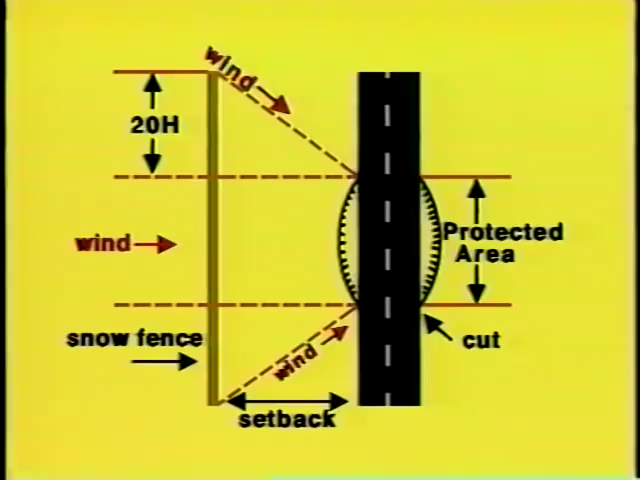 wind
20H
wind
Protected
Area
snow fence
cut
wind
setback